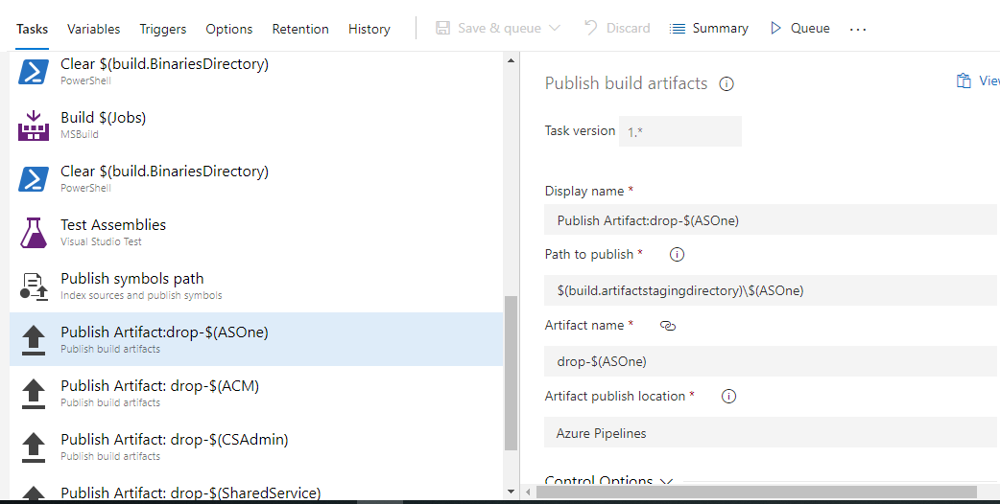 Tasks Variables Triggers Options Retention History Save & queue Discard Summary Queue ...
Clear $(build.BinariesDirectory)
PowerShell
Build $(Jobs)
MSBuild
Clear $(build.BinariesDirectory)
PowerShell
Test Assemblies
Visual Studio Test
Publish symbols path
Index sources and publish symbols
Publish Artifact:drop-$(ASOne)
Publish build artifacts
Publish Artifact: drop-$(ACM)
Publish build artifacts
Publish Artifact: drop-$(CSAdmin)
Publish build artifacts
Publish Artifact: drop-$(SharedService)
Publish build artifacts
View
Task version 1.*
Display name *
Publish Artifact:drop-$(ASOne)
Path to publish *
$(build.artifactstagingdirectory)\$(ASOne)
Artifact name *
drop-$(ASOne)
Artifact publish location *
Azure Pipelines
Control Options